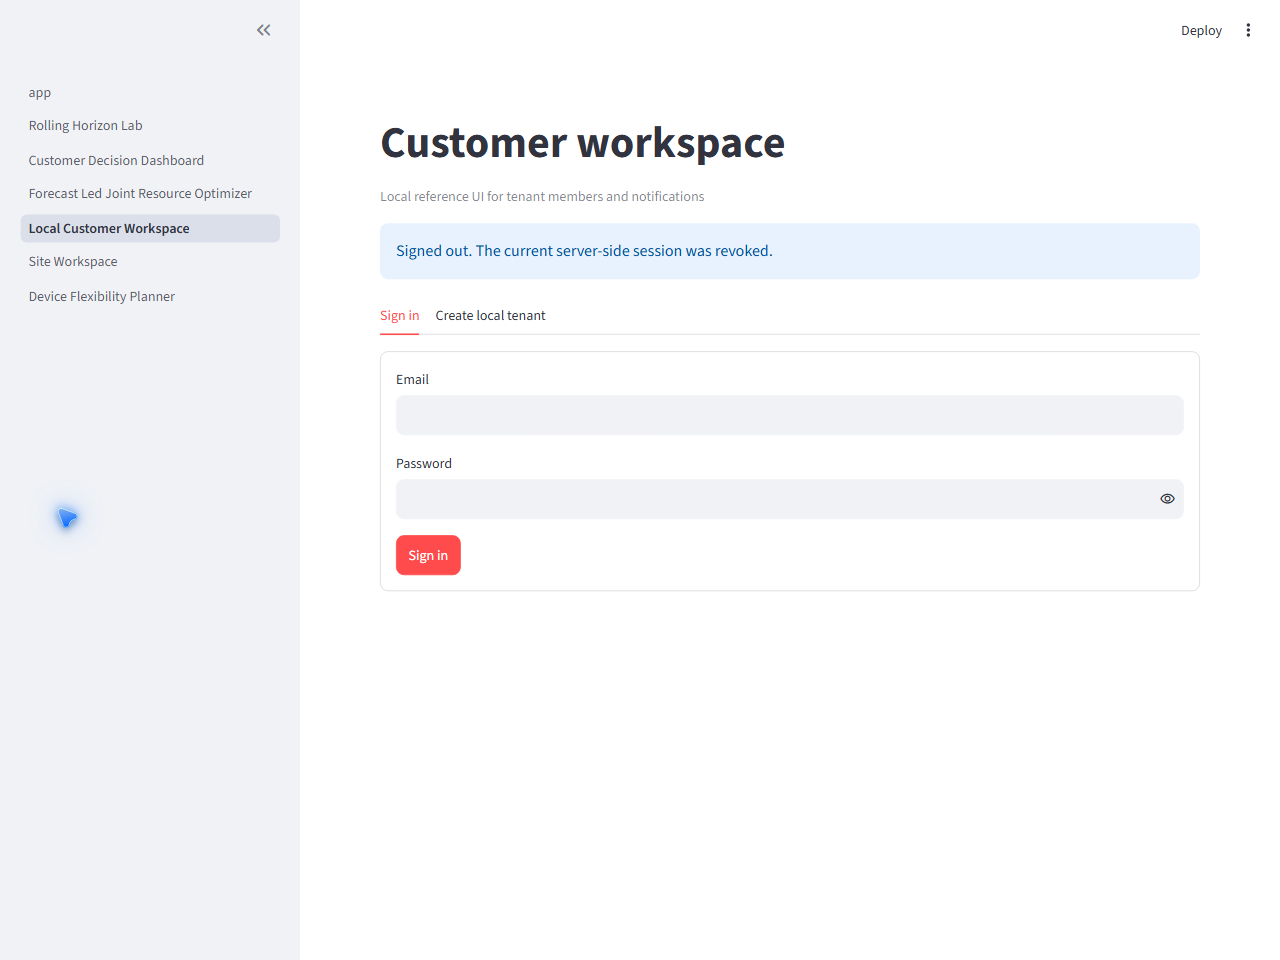 Deploy
app
Rolling Horizon Lab
Customer Decision Dashboard
Forecast Led Joint Resource Optimizer
Local Customer Workspace
Site Workspace
Device Flexibility Planner
Customer workspace
Local reference UI for tenant members and notifications
Signed out. The current server-side session was revoked.
Sign in Create local tenant
Email
Password
Sign in